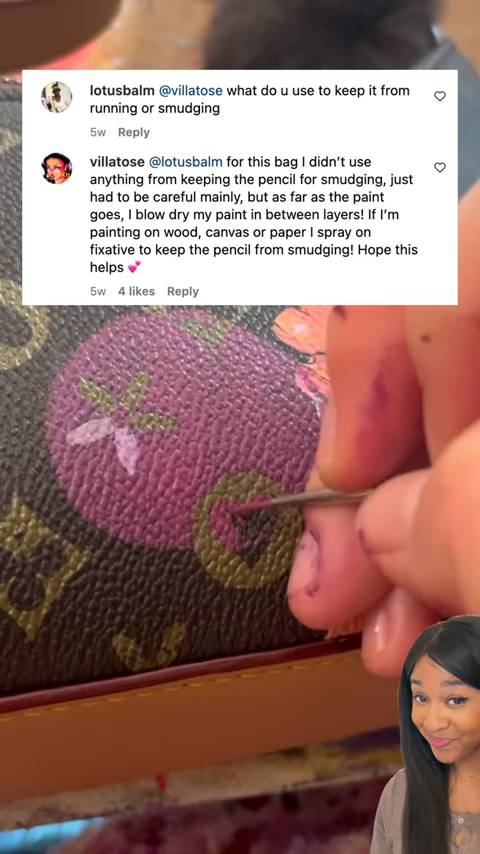 lotusbalm @villatose what do u use to keep it from
running or smudging
5w Reply
villatose @lotusbalm for this bag I didn’t use
anything from keeping the pencil for smudging, just
had to be careful mainly, but as far as the paint
goes, I blow dry my paint in between layers! If I’m
painting on wood, canvas or paper I spray on
fixative to keep the pencil from smudging! Hope this
helps 💕
5w 4 likes Reply